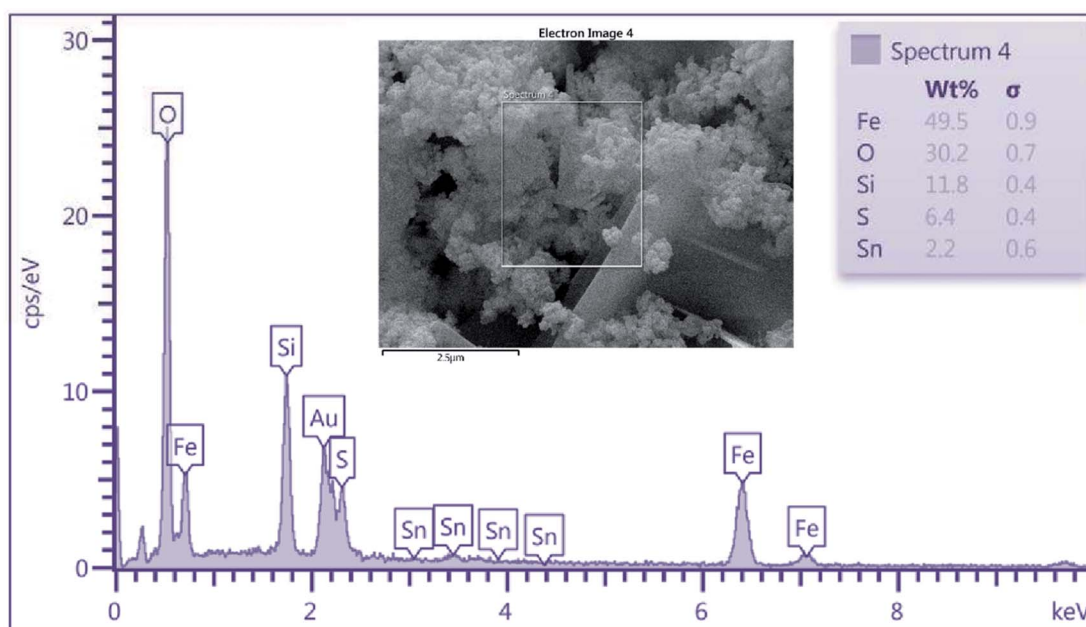 Electron Image 4
Spectrum 4
2.5μm
Spectrum 4
Wt% σ
Fe 49.5 0.9
O 30.2 0.7
Si 11.8 0.4
S 6.4 0.4
Sn 2.2 0.6
cps/eV
30
20
10
0
O
Fe
Si
Au
S
Sn
Sn
Sn
Sn
Fe
Fe
0 2 4 6 8 keV